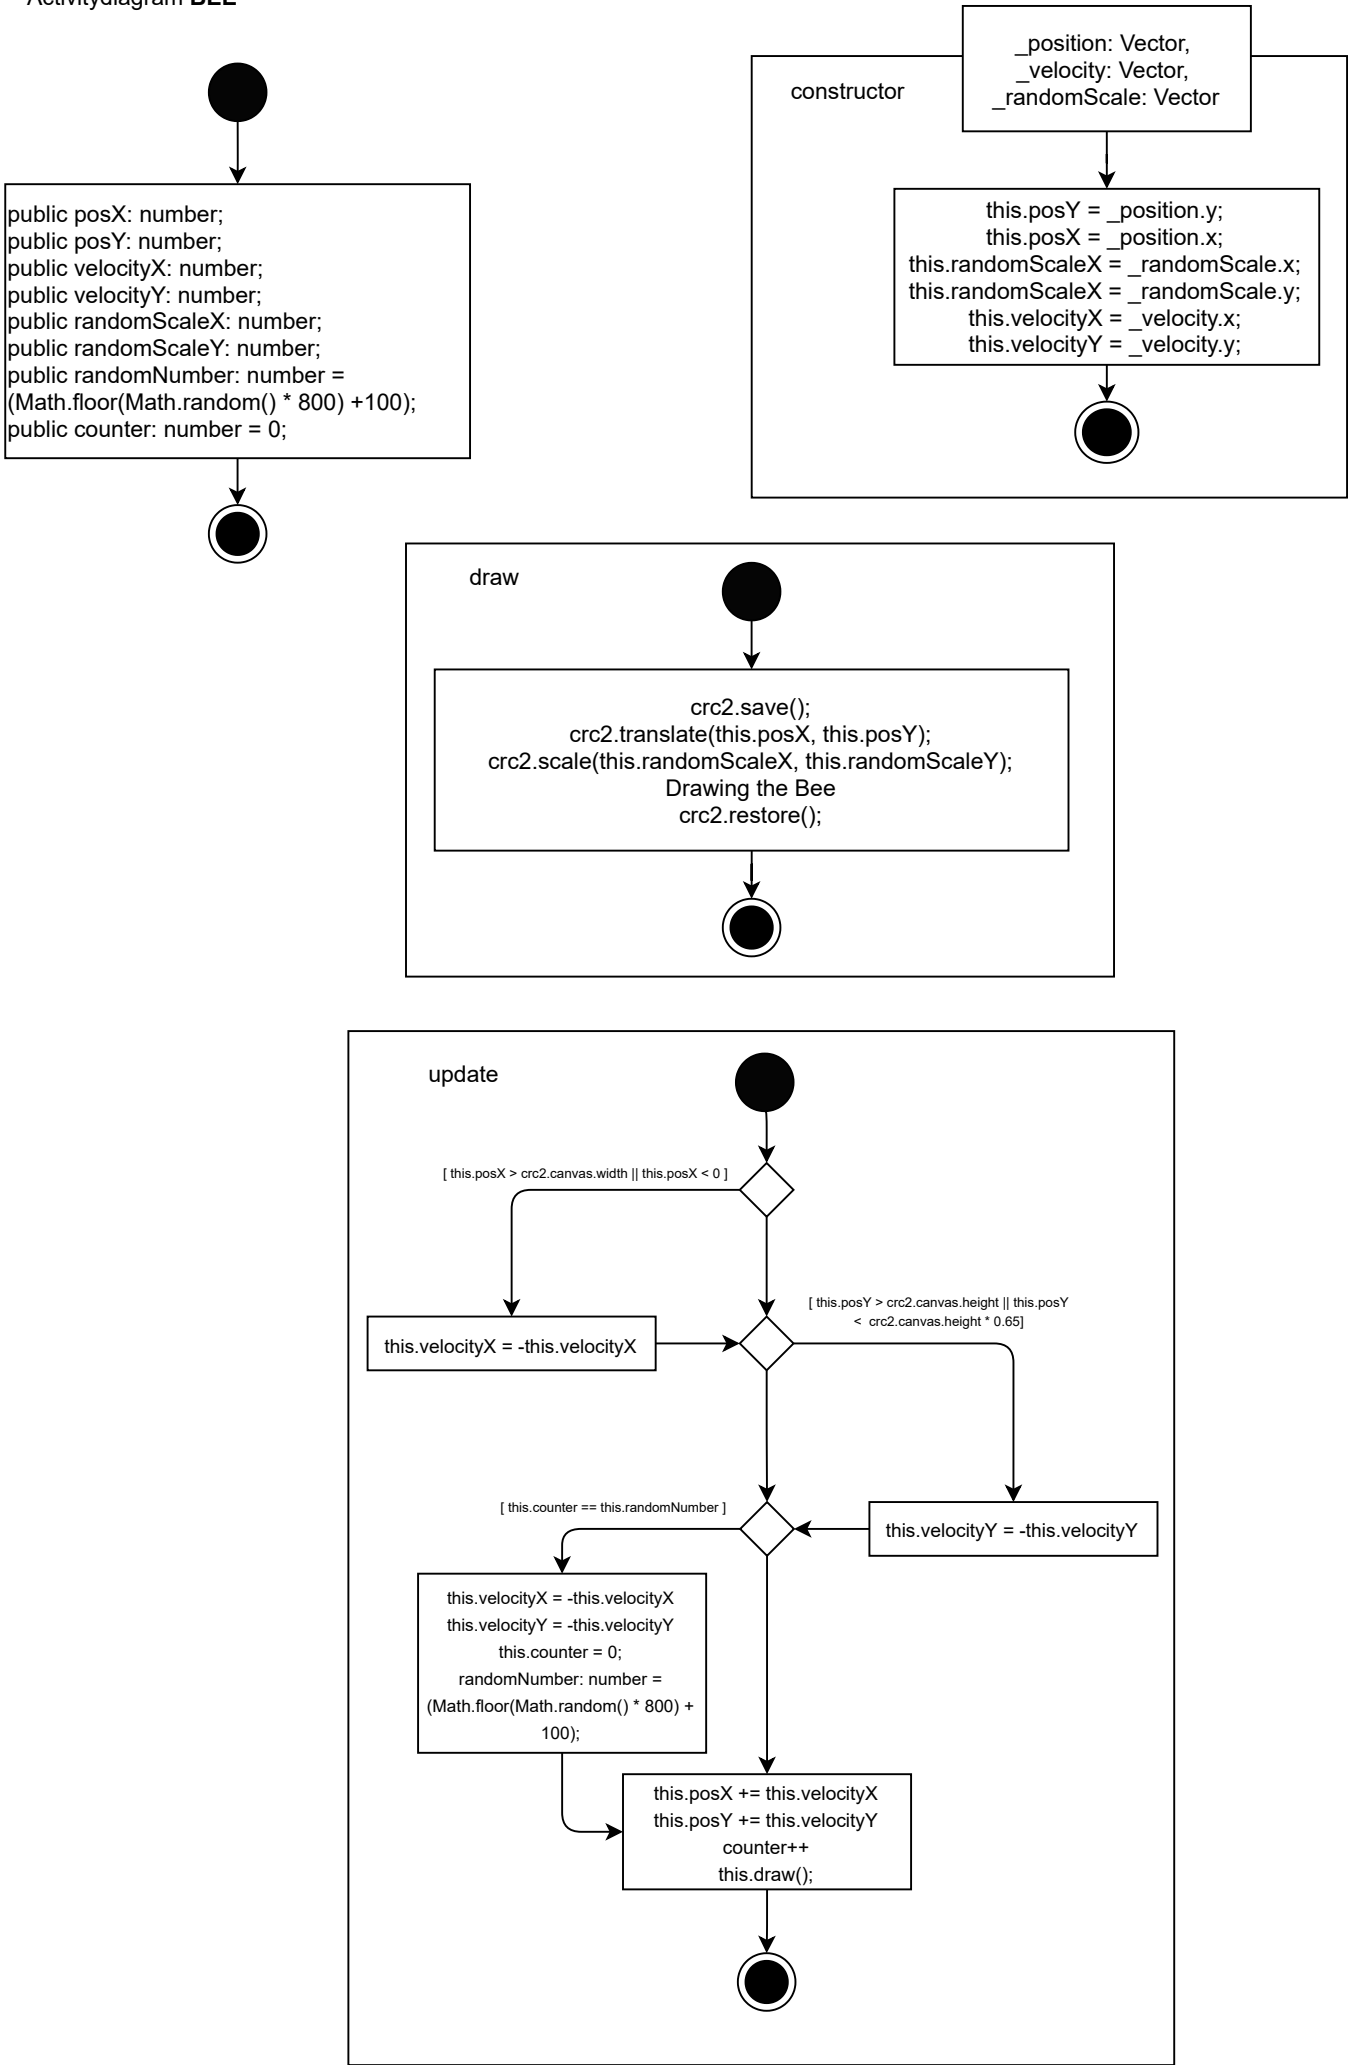 Activitydiagram BEE
public posX: number;
public posY: number;
public velocityX: number;
public velocityY: number;
public randomScaleX: number;
public randomScaleY: number;
public randomNumber: number =
(Math.floor(Math.random() * 800) +100);
public counter: number = 0;
constructor
_position: Vector,
_velocity: Vector,
_randomScale: Vector
this.posY = _position.y;
this.posX = _position.x;
this.randomScaleX = _randomScale.x;
this.randomScaleX = _randomScale.y;
this.velocityX = _velocity.x;
this.velocityY = _velocity.y;
draw
crc2.save();
crc2.translate(this.posX, this.posY);
crc2.scale(this.randomScaleX, this.randomScaleY);
Drawing the Bee
crc2.restore();
update
[ this.posX > crc2.canvas.width || this.posX < 0 ]
this.velocityX = -this.velocityX
[ this.posY > crc2.canvas.height || this.posY
< crc2.canvas.height * 0.65]
this.velocityY = -this.velocityY
[ this.counter == this.randomNumber ]
this.velocityX = -this.velocityX
this.velocityY = -this.velocityY
this.counter = 0;
randomNumber: number =
(Math.floor(Math.random() * 800) +
100);
this.posX += this.velocityX
this.posY += this.velocityY
counter++
this.draw();